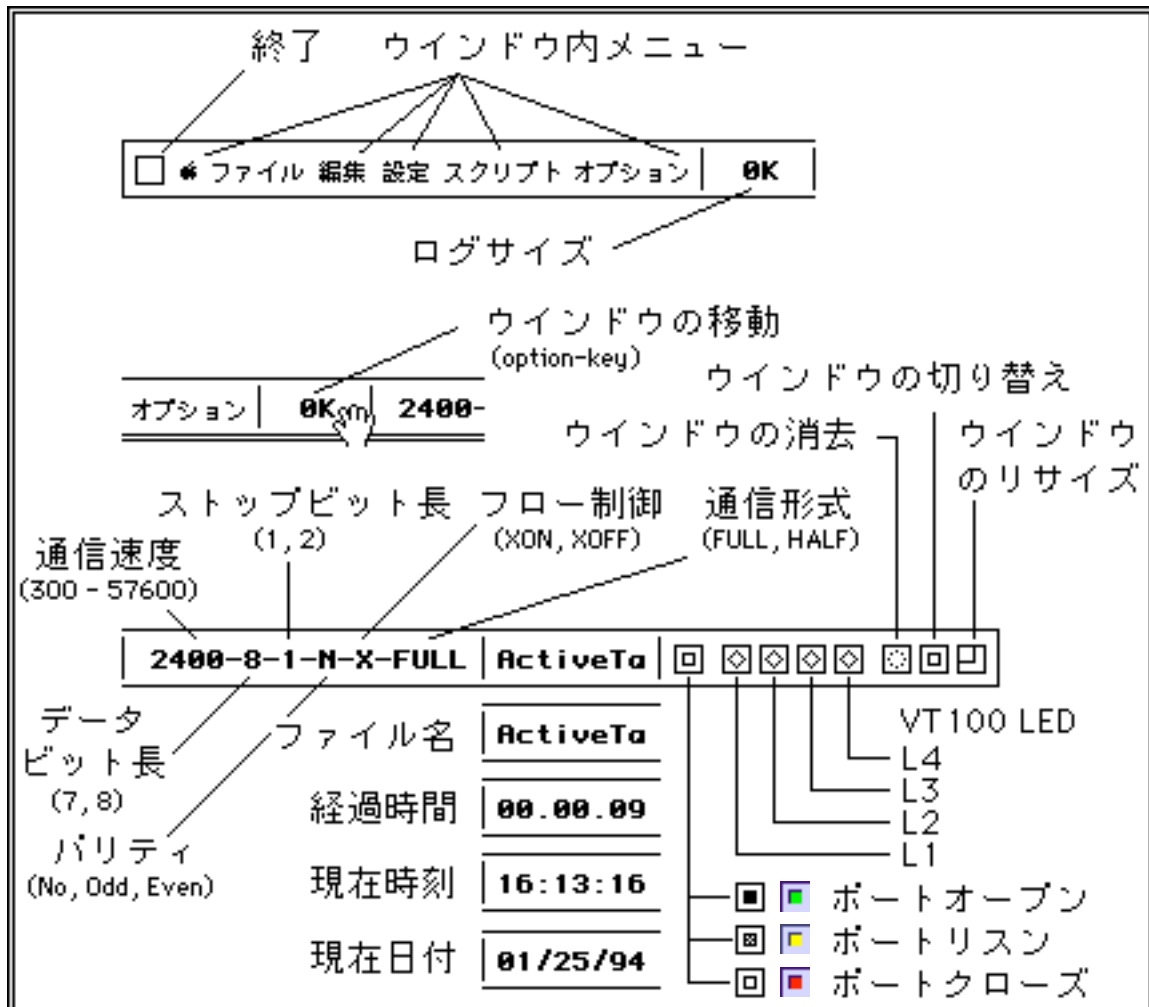 終了 ウインドウ内メニュー
ファイル 編集 設定 スクリプト オプション 0K
ログサイズ
ウインドウの移動
(option-key)
オプション 0K 2400-
ウインドウの切り替え
ウインドウの消去
ウインドウ
のリサイズ
ストップビット長
(1, 2)
フロー制御
(XON, XOFF)
通信形式
(FULL, HALF)
通信速度
(300 - 57600)
2400-8-1-N-X-FULL ActiveTa
データ
ビット長
(7, 8)
パリティ
(No, Odd, Even)
ファイル名 ActiveTa
経過時間 00.00.09
現在時刻 16:13:16
現在日付 01/25/94
VT100 LED
L4
L3
L2
L1
ポートオープン
ポートリスン
ポートクローズ